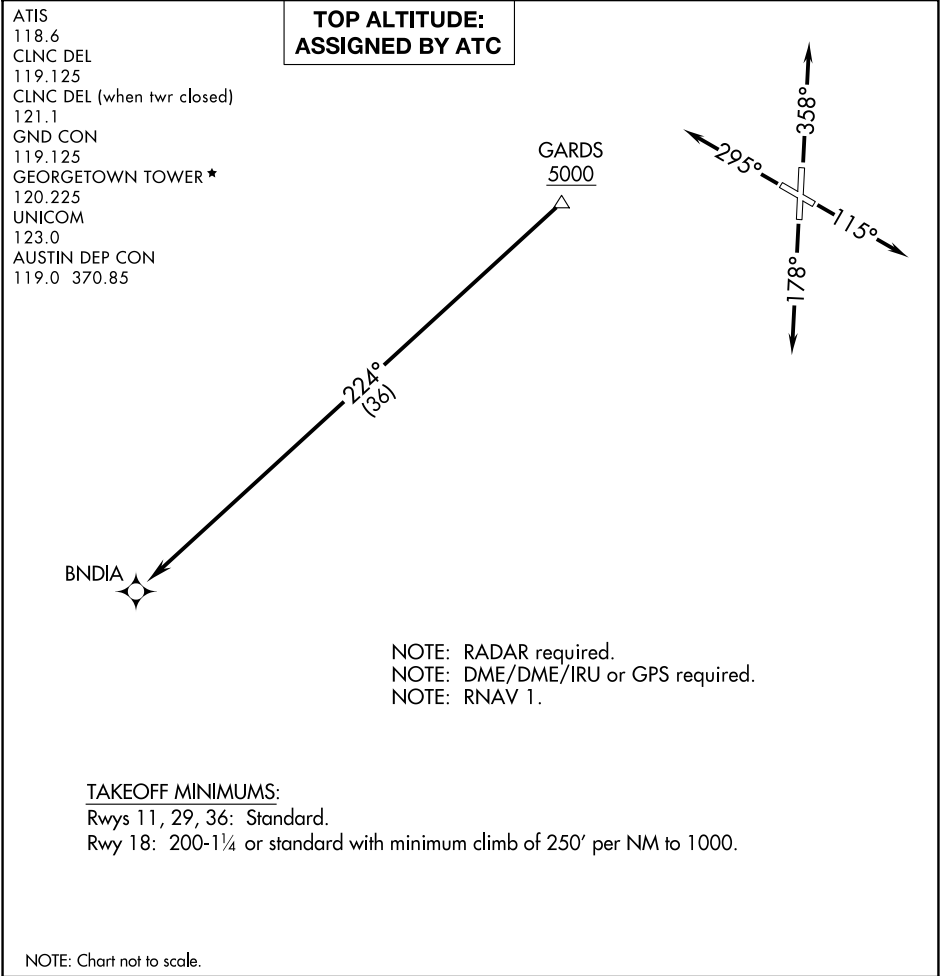 ATIS
118.6
CLNC DEL
119.125
CLNC DEL (when twr closed)
121.1
GND CON
119.125
GEORGETOWN TOWER★
120.225
UNICOM
123.0
AUSTIN DEP CON
119.0 370.85
TOP ALTITUDE:
ASSIGNED BY ATC
GARDS
5000
358°
295°
115°
178°
224°
(36)
BNDIA
NOTE: RADAR required.
NOTE: DME/DME/IRU or GPS required.
NOTE: RNAV 1.
TAKEOFF MINIMUMS:
Rwys 11, 29, 36: Standard.
Rwy 18: 200-1¼ or standard with minimum climb of 250' per NM to 1000.
NOTE: Chart not to scale.